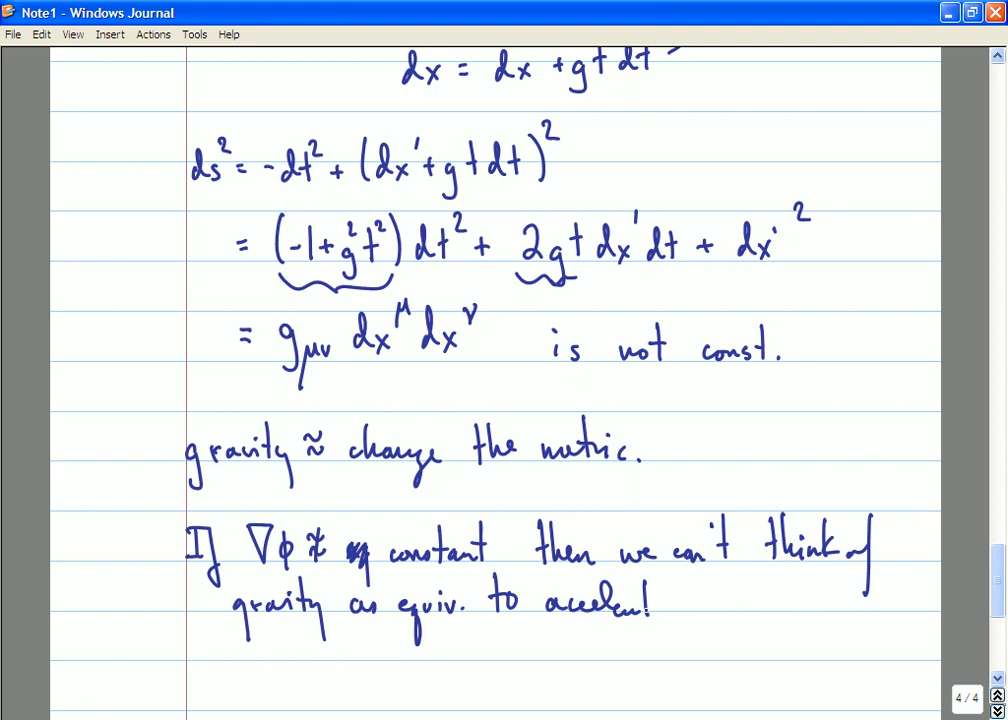 Note1 - Windows Journal
File Edit View Insert Actions Tools Help
dx = dx + gt dt
ds² = -dt² + (dx' + gt dt)²
= (-1 + g²t²) dt² + 2gt dx' dt + dx'²
= gμν dx^μ dx^ν is not const.
gravity ≈ change the metric.
If ∇φ ≉ constant then we can't think of
gravity as equiv. to accelerat
4/4